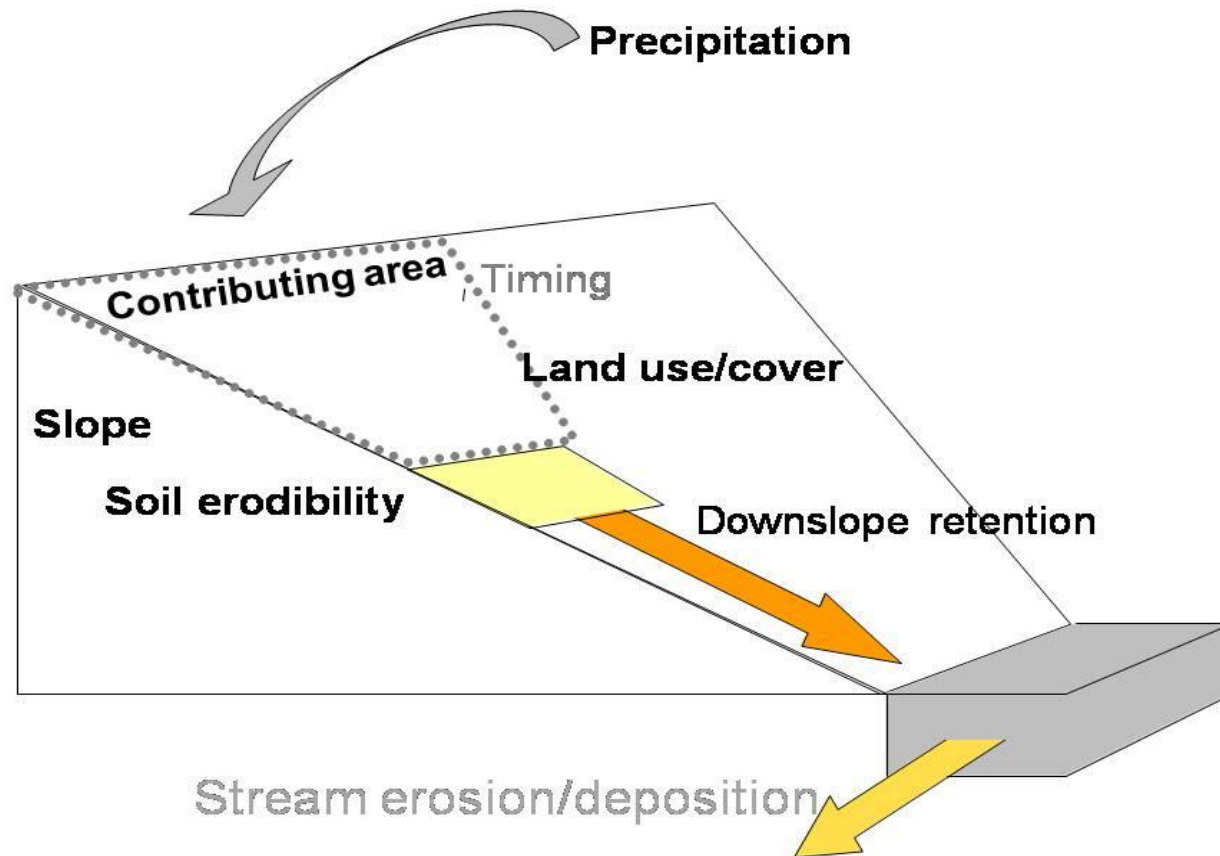 Precipitation
Contributing area
Timing
Land use/cover
Slope
Soil erodibility
Downslope retention
Stream erosion/deposition